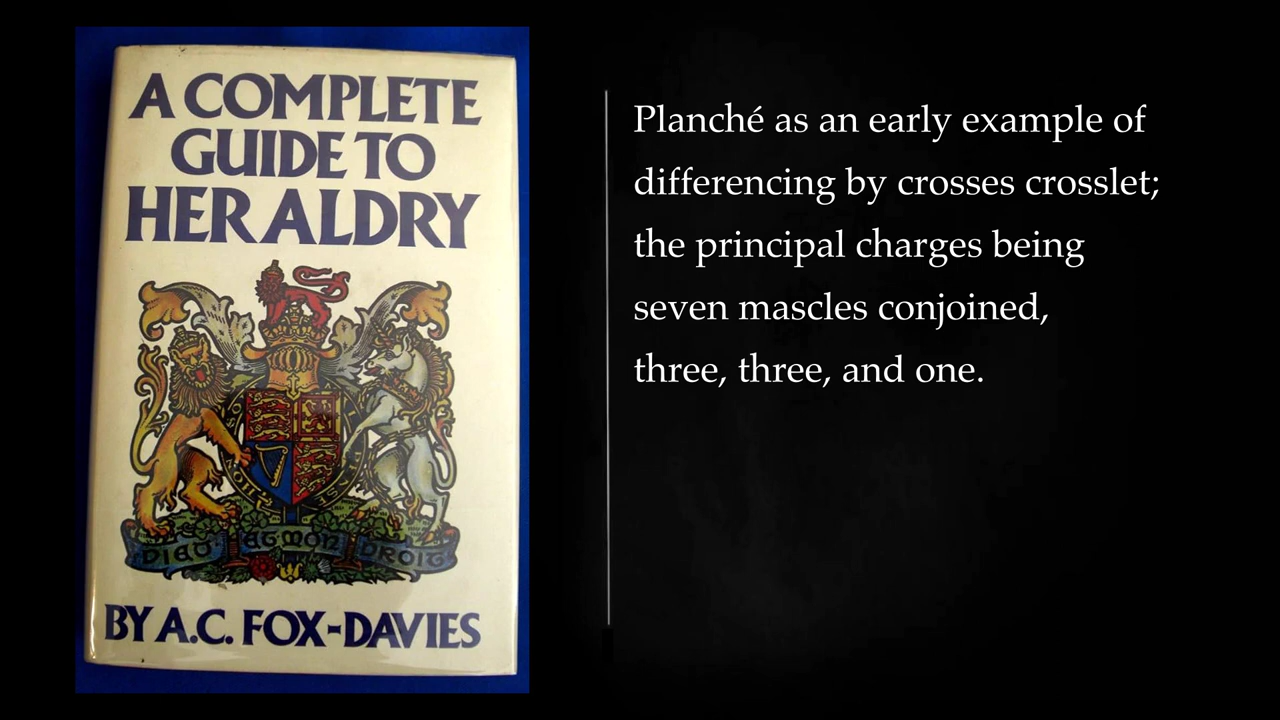 A COMPLETE
GUIDE TO
HERALDRY
DIEU ET MON DROIT
BY A.C. FOX-DAVIES
Planché as an early example of
differencing by crosses crosslet;
the principal charges being
seven mascles conjoined,
three, three, and one.